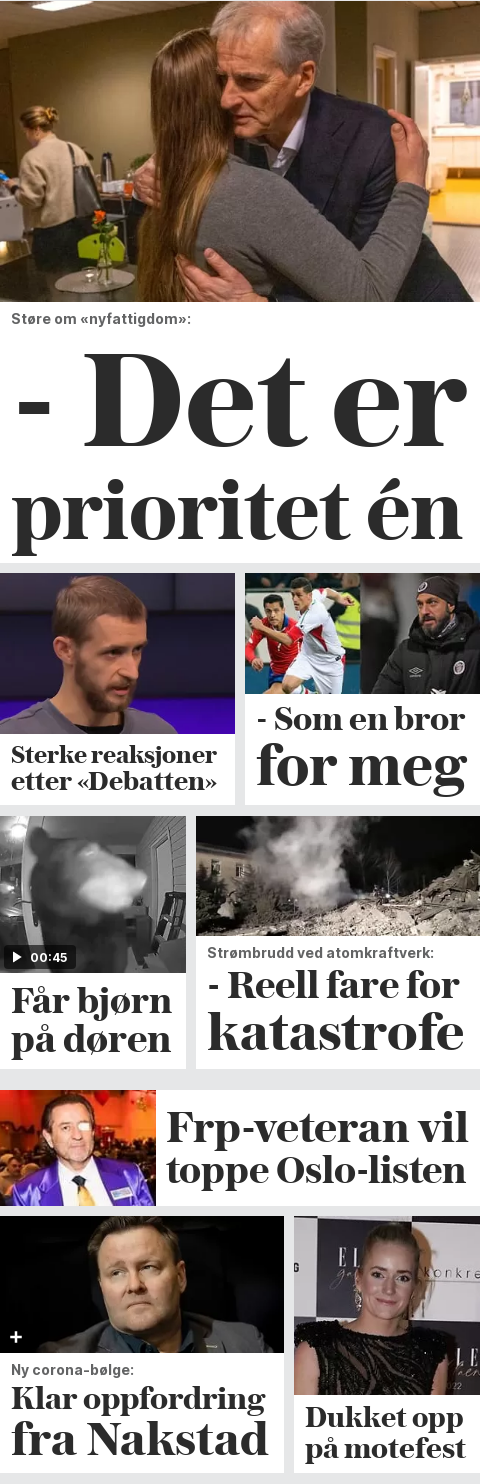 Støre om «nyfattigdom»:
- Det er
prioritet én
Sterke reaksjoner
etter «Debatten»
- Som en bror
for meg
00:45
Får bjørn
på døren
Strømbrudd ved atomkraftverk:
- Reell fare for
katastrofe
Frp-veteran vil
toppe Oslo-listen
+
Ny corona-bølge:
Klar oppfordring
fra Nakstad
konkre
2022
Dukket opp
på motefest